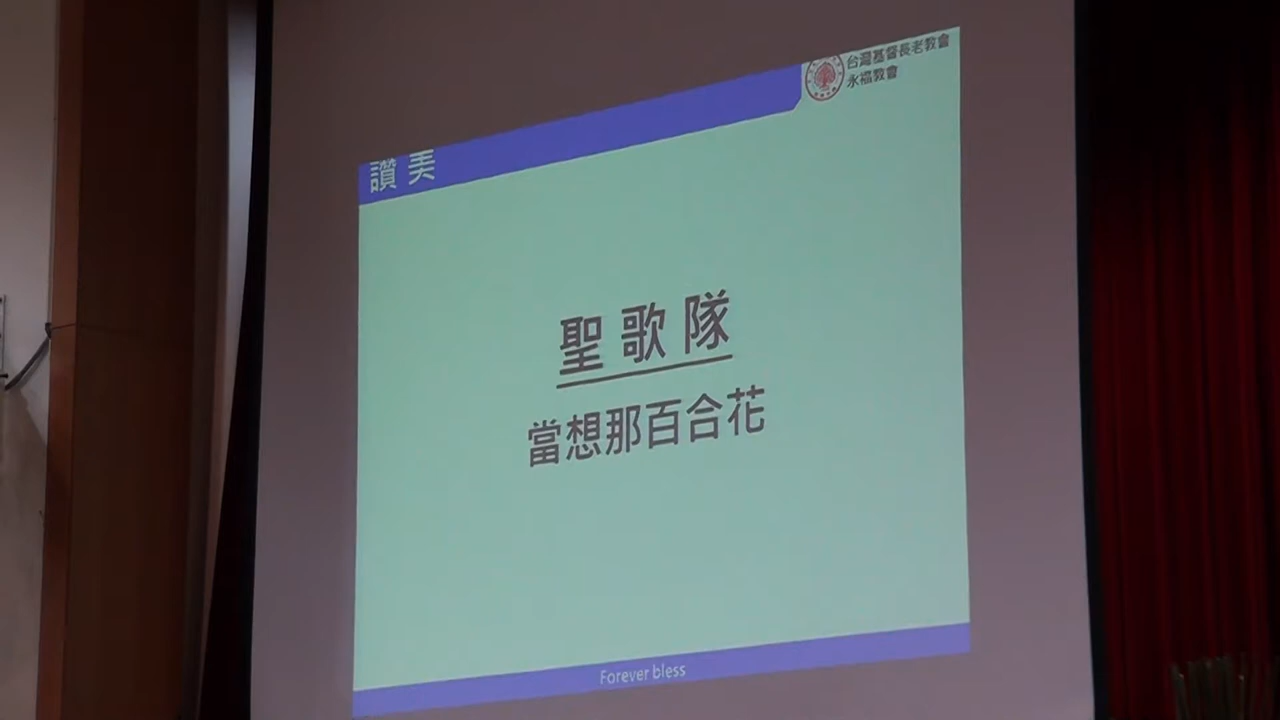 台灣基督長老教會
永福教會
讚美
聖歌隊
當想那百合花
Forever bless